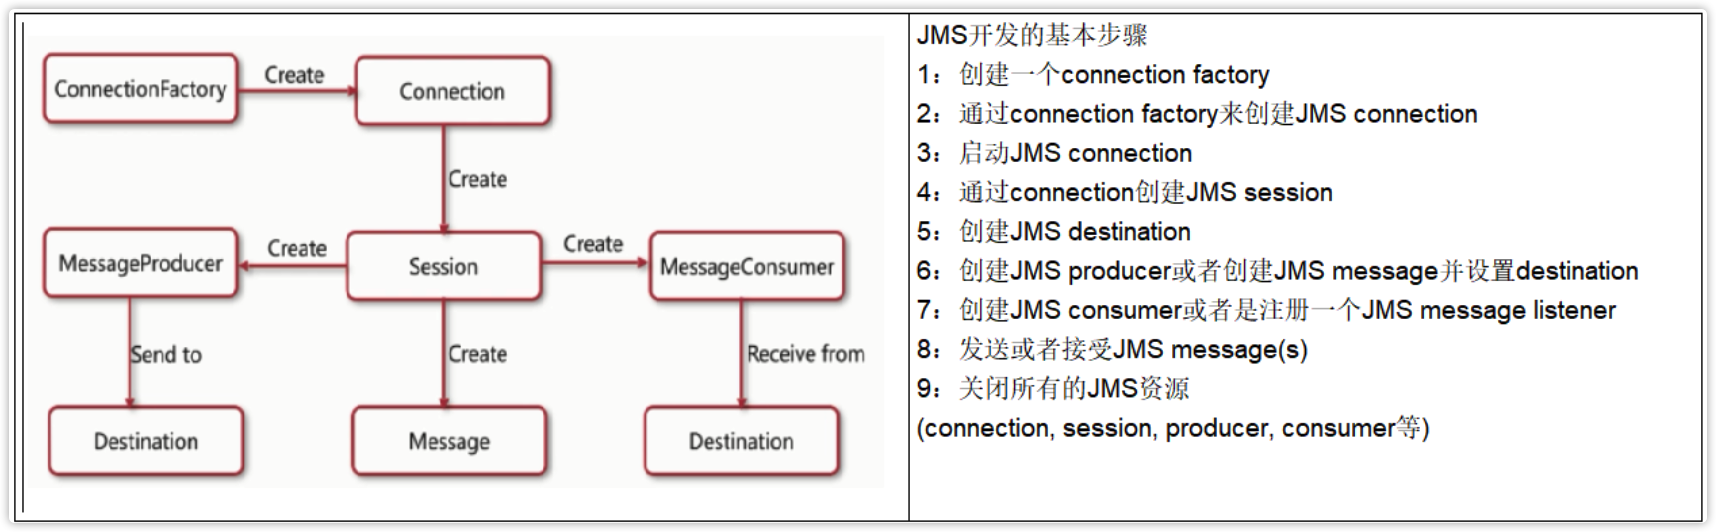 ConnectionFactory
Create
Connection
Create
MessageProducer
Create
Session
Create
MessageConsumer
Send to
Create
Receive from
Destination
Message
Destination
JMS开发的基本步骤
1：创建一个connection factory
2：通过connection factory来创建JMS connection
3：启动JMS connection
4：通过connection创建JMS session
5：创建JMS destination
6：创建JMS producer或者创建JMS message并设置destination
7：创建JMS consumer或者是注册一个JMS message listener
8：发送或者接受JMS message(s)
9：关闭所有的JMS资源
(connection, session, producer, consumer等)